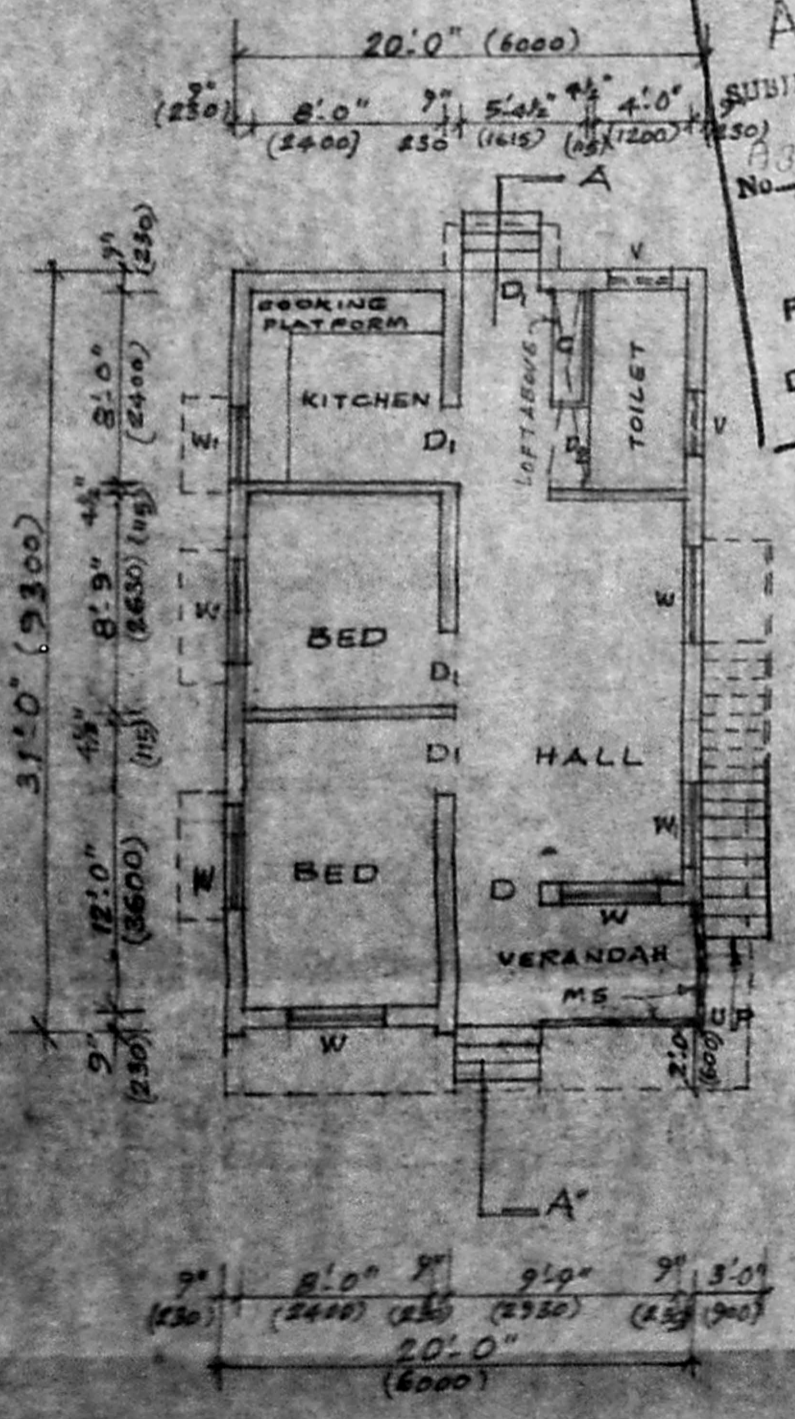 20'-0" (6000)
9" 8'-0" 9" 5'-4½" 4½" 4'-0" 9"
(230) (2400) 230 (1615) (115) (1200) (230)
A
No
9" (230)
8'-0" (2400)
4½" (115)
8'-9" (2630)
4½" (115)
12'-0" (3600)
9" (230)
31'-0" (9300)
COOKING
PLATFORM
KITCHEN
D1
D1
LOFT ABOVE
C
TOILET
V
V
W1
W
BED
D1
W
D1
HALL
W1
BED
W
D
W
VERANDAH
MS
W
UP
2'-0" (600)
A'
9" 8'-0" 9" 9'-9" 9" 3'-0"
(230) (2400) (230) (2930) (230) (900)
20'-0"
(6000)